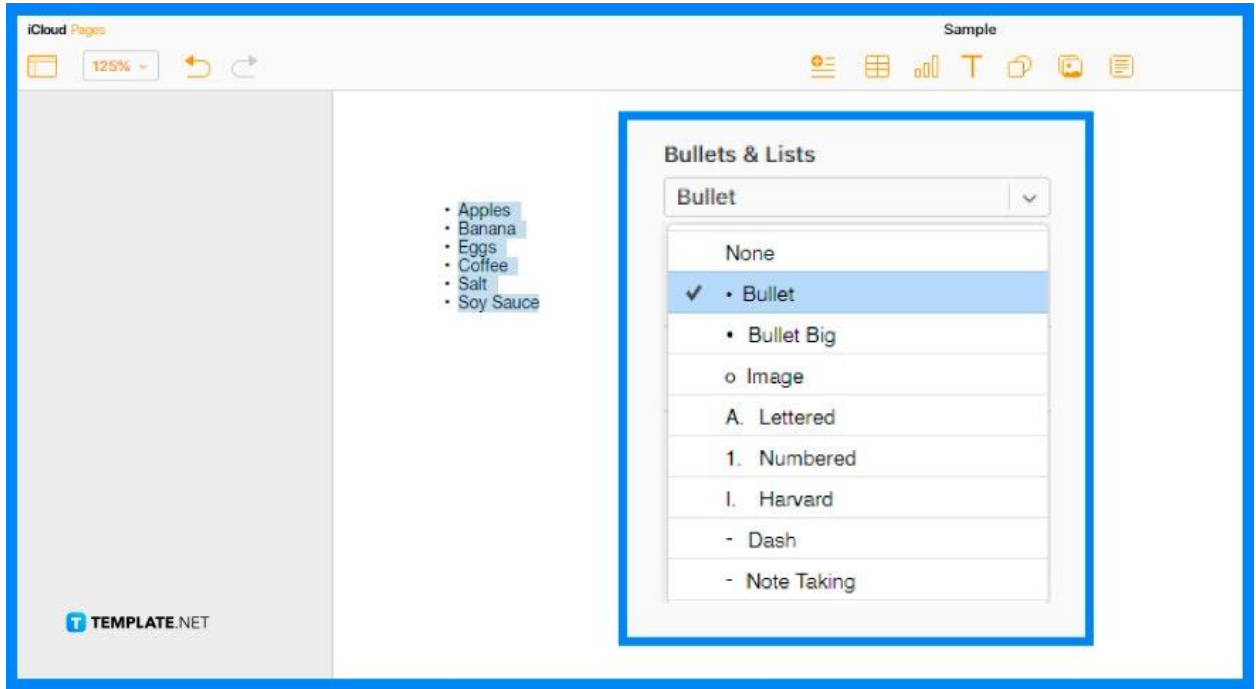 iCloud Pages
Sample
125%
T
• Apples
• Banana
• Eggs
• Coffee
• Salt
• Soy Sauce
Bullets & Lists
Bullet
None
✓ • Bullet
• Bullet Big
o Image
A. Lettered
1. Numbered
I. Harvard
- Dash
- Note Taking
T TEMPLATE.NET